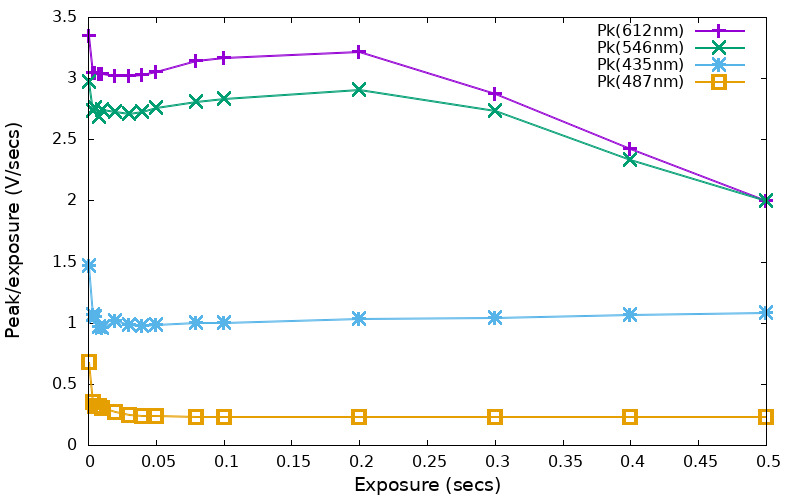 3.5
3
2.5
2
1.5
1
0.5
0
Peak/exposure (V/secs)
Pk(612nm)
Pk(546nm)
Pk(435nm)
Pk(487nm)
0 0.05 0.1 0.15 0.2 0.25 0.3 0.35 0.4 0.45 0.5
Exposure (secs)